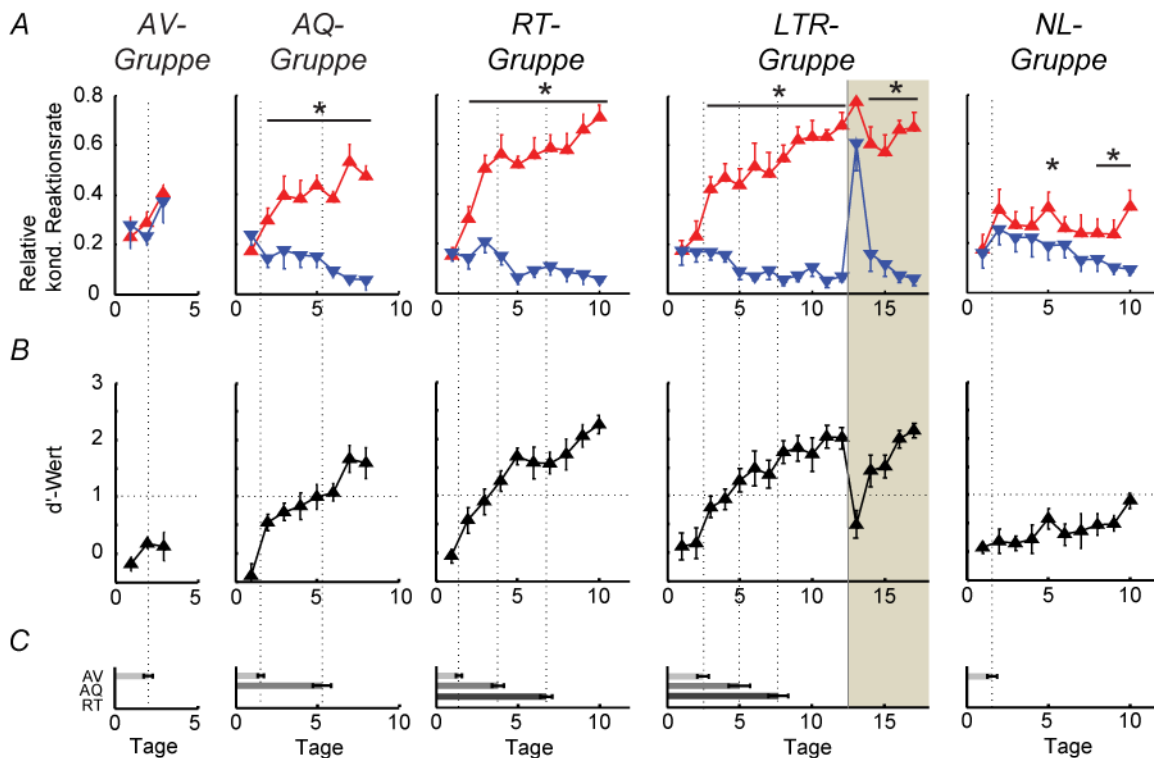 A
AV-
Gruppe
AQ-
Gruppe
RT-
Gruppe
LTR-
Gruppe
NL-
Gruppe
* * * * * *
Relative
kond. Reaktionsrate
0.8
0.6
0.4
0.2
0
0 5
0 5 10
0 5 10
0 5 10 15
0 5 10
B
d'-Wert
3
2
1
0
0 5
0 5 10
0 5 10
0 5 10 15
0 5 10
C
AV
AQ
RT
0 5
0 5 10
0 5 10
0 5 10 15
0 5 10
Tage Tage Tage Tage Tage